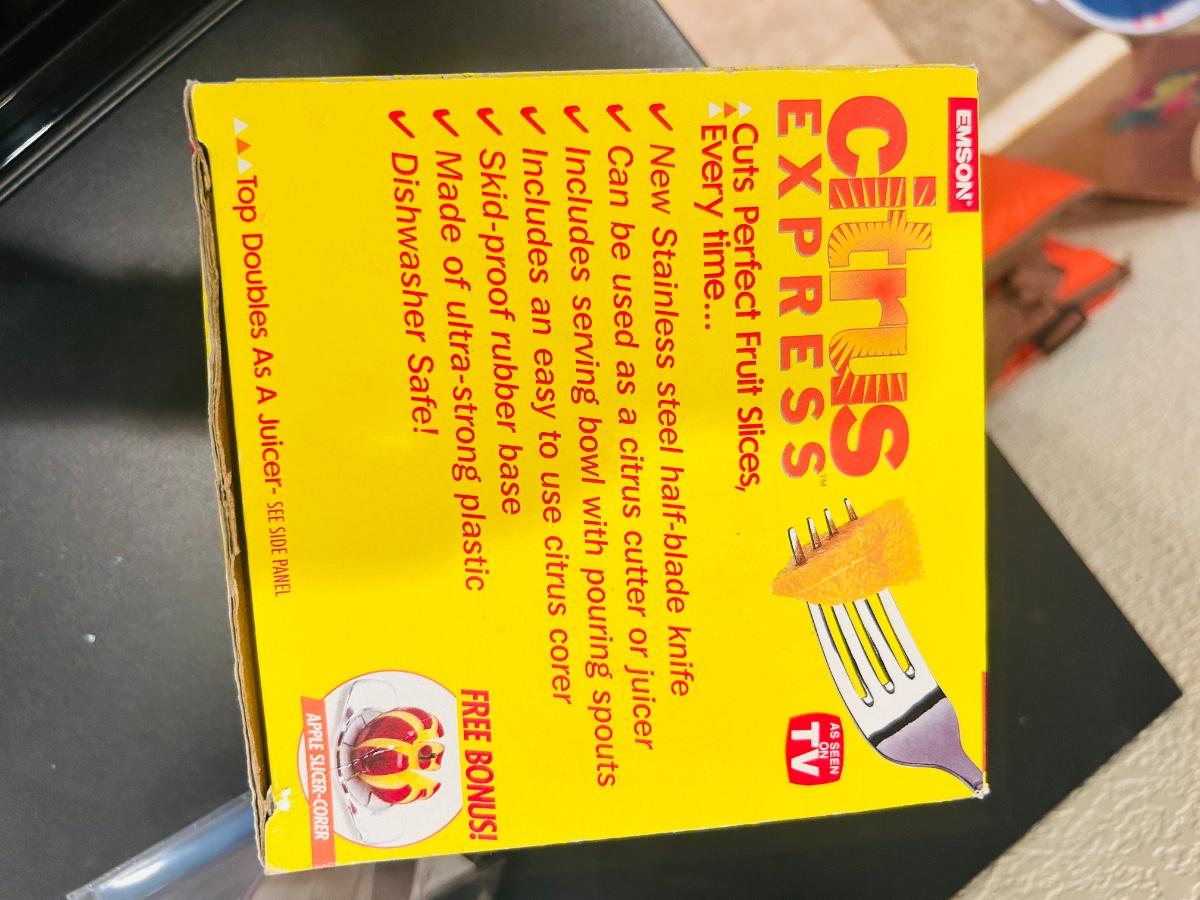 EMSON®
citrus
EXPRESS™
Cuts Perfect Fruit Slices,
Every time...
AS SEEN
ON
TV
✓ New Stainless steel half-blade knife
✓ Can be used as a citrus cutter or juicer
✓ Includes serving bowl with pouring spouts
✓ Includes an easy to use citrus corer
✓ Skid-proof rubber base
✓ Made of ultra-strong plastic
✓ Dishwasher Safe!
FREE BONUS!
APPLE SLICER-CORER
Top Doubles As A Juicer- SEE SIDE PANEL